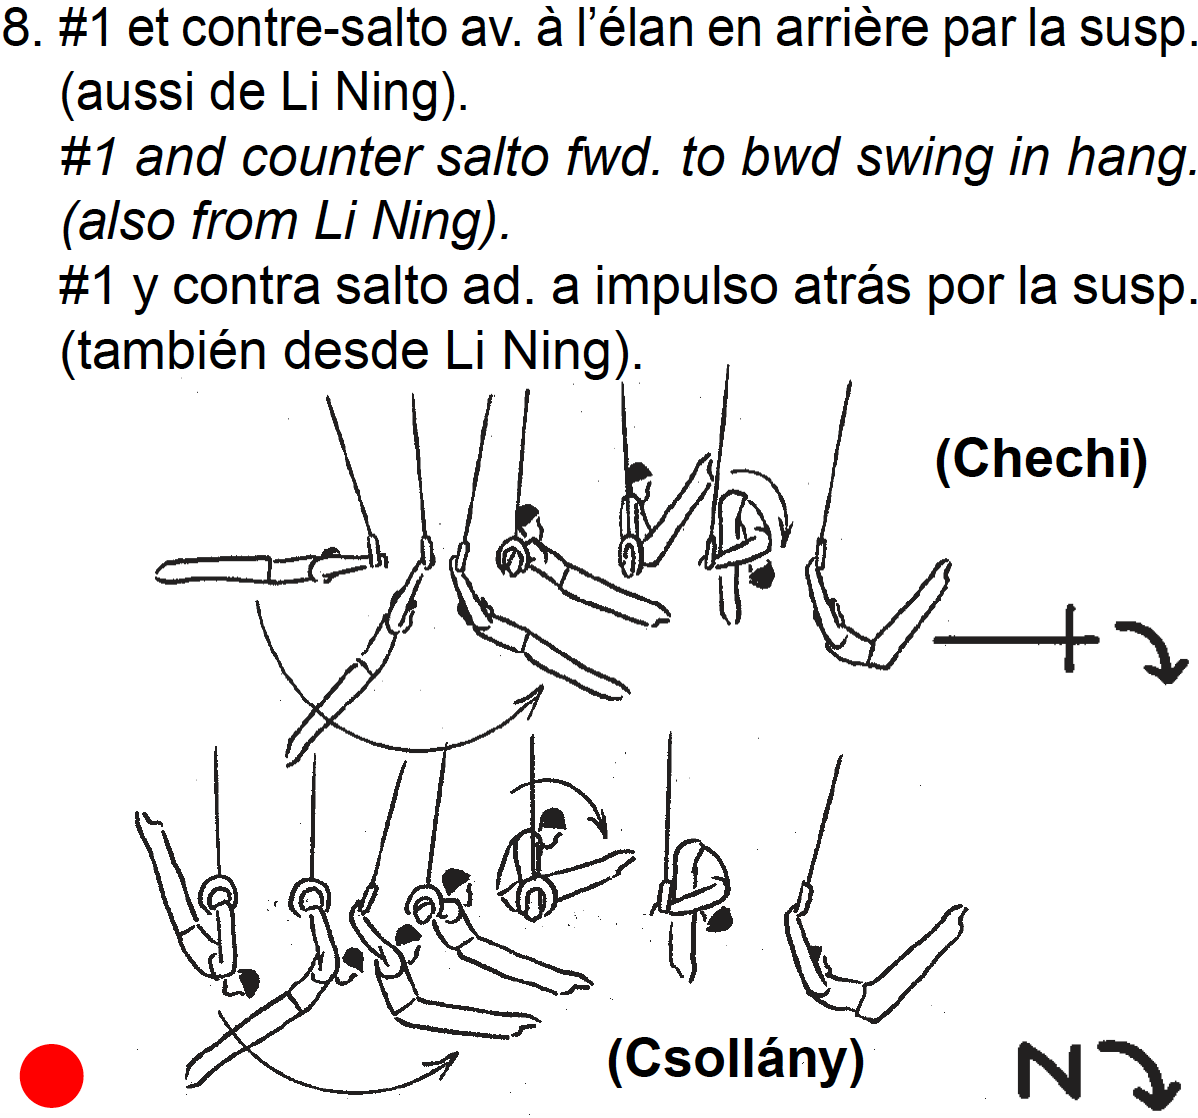 8. #1 et contre-salto av. à l’élan en arrière par la susp.
(aussi de Li Ning).
#1 and counter salto fwd. to bwd swing in hang.
(also from Li Ning).
#1 y contra salto ad. a impulso atrás por la susp.
(también desde Li Ning).
(Chechi)
(Csollány)